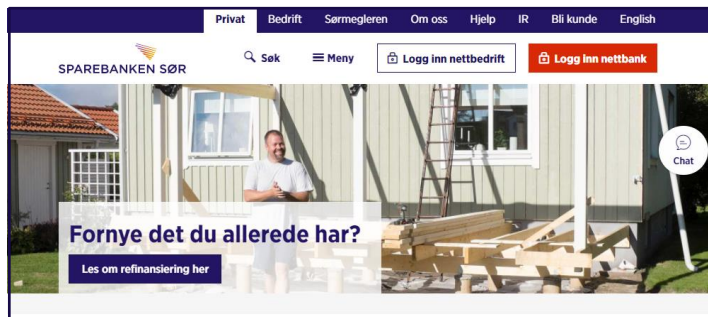 Privat Bedrift Sørmegleren Om oss Hjelp IR Bli kunde English
SPAREBANKEN SØR
Søk Meny Logg inn nettbedrift Logg inn nettbank
Chat
Fornye det du allerede har?
Les om refinansiering her